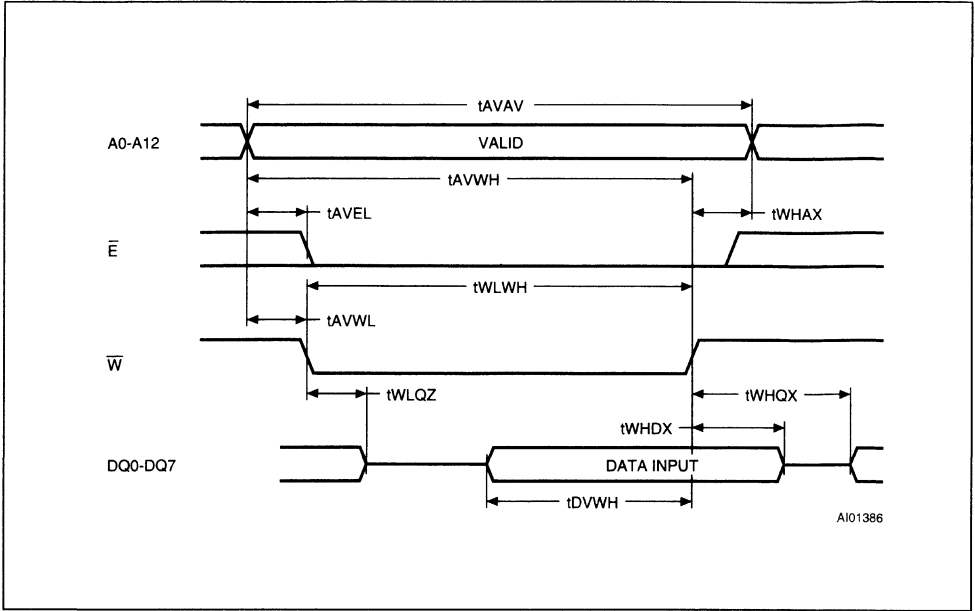 tAVAV
A0-A12
VALID
tAVWH
tAVEL
tWHAX
E̅
tWLWH
tAVWL
W̅
tWLQZ
tWHQX
tWHDX
DQ0-DQ7
DATA INPUT
tDVWH
AI01386